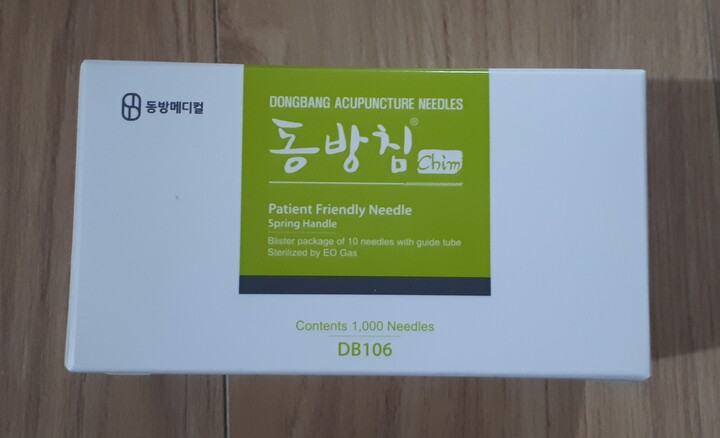 동방메디컬
DONGBANG ACUPUNCTURE NEEDLES
동방침® Chim
Patient Friendly Needle
Spring Handle
Blister package of 10 needles with guide tube
Sterilized by EO Gas
Contents 1,000 Needles
DB106